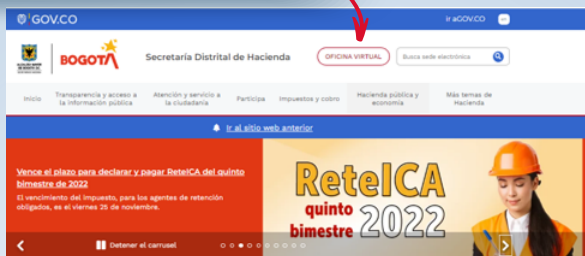 GOV.CO
ir aGOV.CO
BOGOTÁ
Secretaría Distrital de Hacienda
OFICINA VIRTUAL
Busca sede electrónica
Inicio
Transparencia y acceso a la información pública
Atención y servicio a la ciudadanía
Participa
Impuestos y cobro
Hacienda pública y economía
Más temas de Hacienda
Ir al sitio web anterior
Vence el plazo para declarar y pagar ReteICA del quinto
bimestre de 2022
El vencimiento del impuesto, para los agentes de retención
obligados, es el viernes 25 de noviembre.
ReteICA
quinto
bimestre 2022
Detener el carrusel